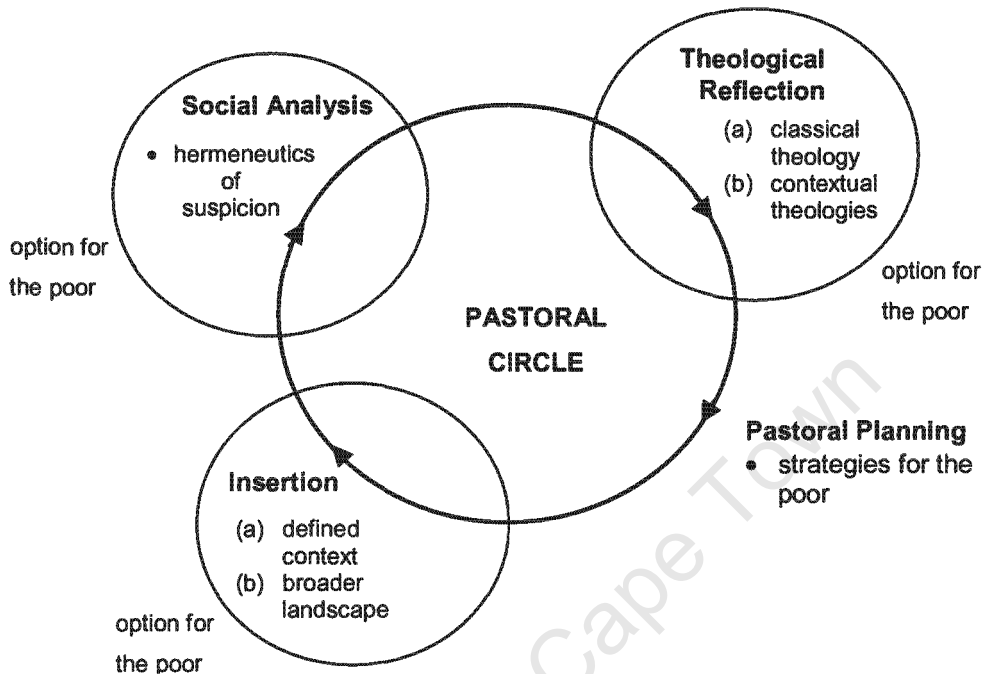 Theological
Reflection
(a) classical
theology
(b) contextual
theologies
Social Analysis
• hermeneutics
of
suspicion
option for
the poor
option for
the poor
PASTORAL
CIRCLE
Pastoral Planning
• strategies for the
poor
Insertion
(a) defined
context
(b) broader
landscape
option for
the poor
Cape Town